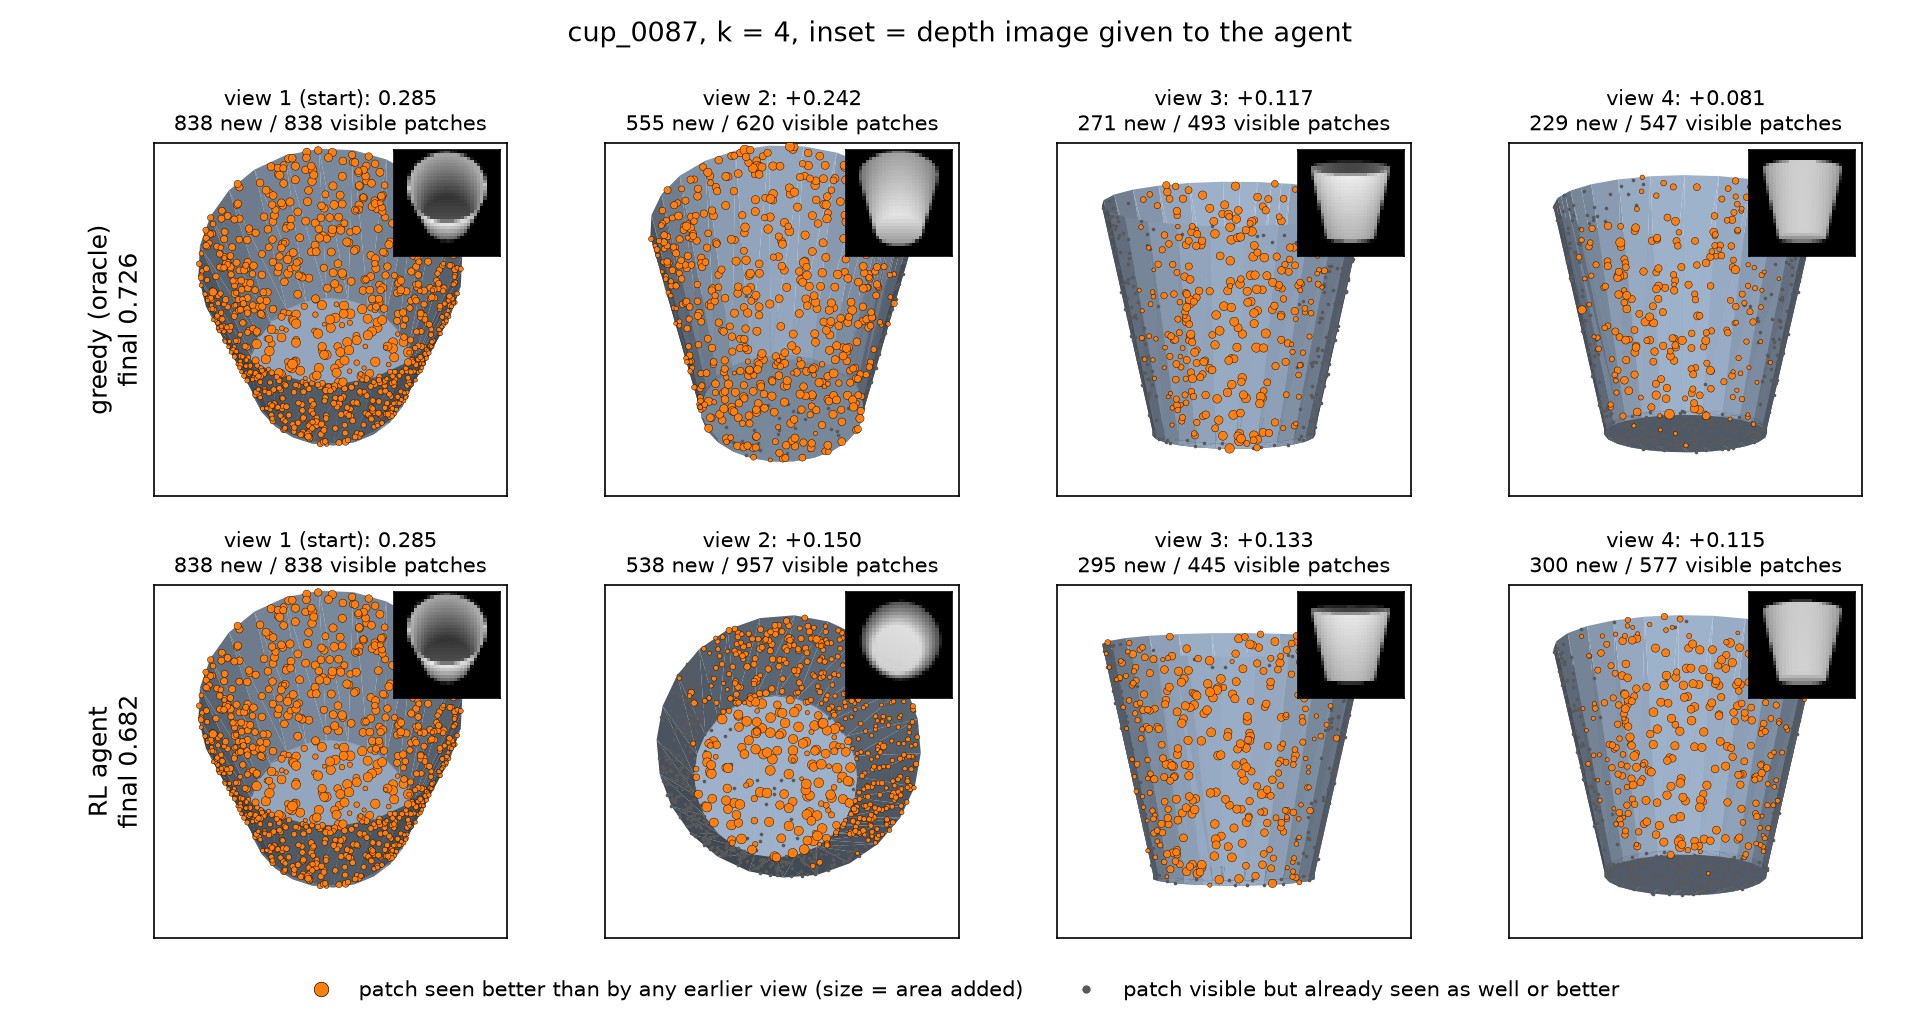 cup_0087, k = 4, inset = depth image given to the agent
view 1 (start): 0.285
838 new / 838 visible patches
view 2: +0.242
555 new / 620 visible patches
view 3: +0.117
271 new / 493 visible patches
view 4: +0.081
229 new / 547 visible patches
greedy (oracle)
final 0.726
view 1 (start): 0.285
838 new / 838 visible patches
view 2: +0.150
538 new / 957 visible patches
view 3: +0.133
295 new / 445 visible patches
view 4: +0.115
300 new / 577 visible patches
RL agent
final 0.682
patch seen better than by any earlier view (size = area added)
patch visible but already seen as well or better